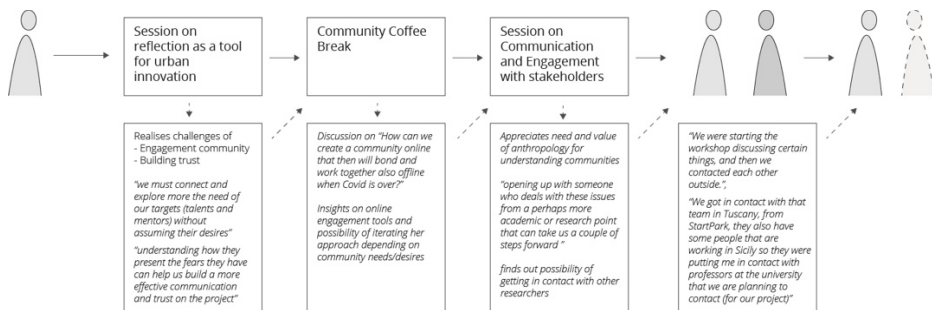 Session on
reflection as a tool
for urban
innovation
Community Coffee
Break
Session on
Communication
and Engagement
with stakeholders
Realises challenges of
- Engagement community
- Building trust
"we must connect and
explore more the need of
our targets (talents and
mentors) without
assuming their desires"
"understanding how they
present the fears they have
can help us build a more
effective communication
and trust on the project"
Discussion on "How can we
create a community online
that then will bond and
work together also offline
when Covid is over?"
Insights on online
engagement tools and
possibility of iterating her
approach depending on
community needs/desires
Appreciates need and value
of anthropology for
understanding communities
"opening up with someone
who deals with these issues
from a perhaps more
academic or research point
that can take us a couple of
steps forward "
finds out possibility of
getting in contact with other
researchers
"We were starting the
workshop discussing certain
things, and then we
contacted each other
outside.",
"We got in contact with that
team in Tuscany, from
StartPark, they also have
some people that are
working in Sicily so they were
putting me in contact with
professors at the university
that we are planning to
contact (for our project)"